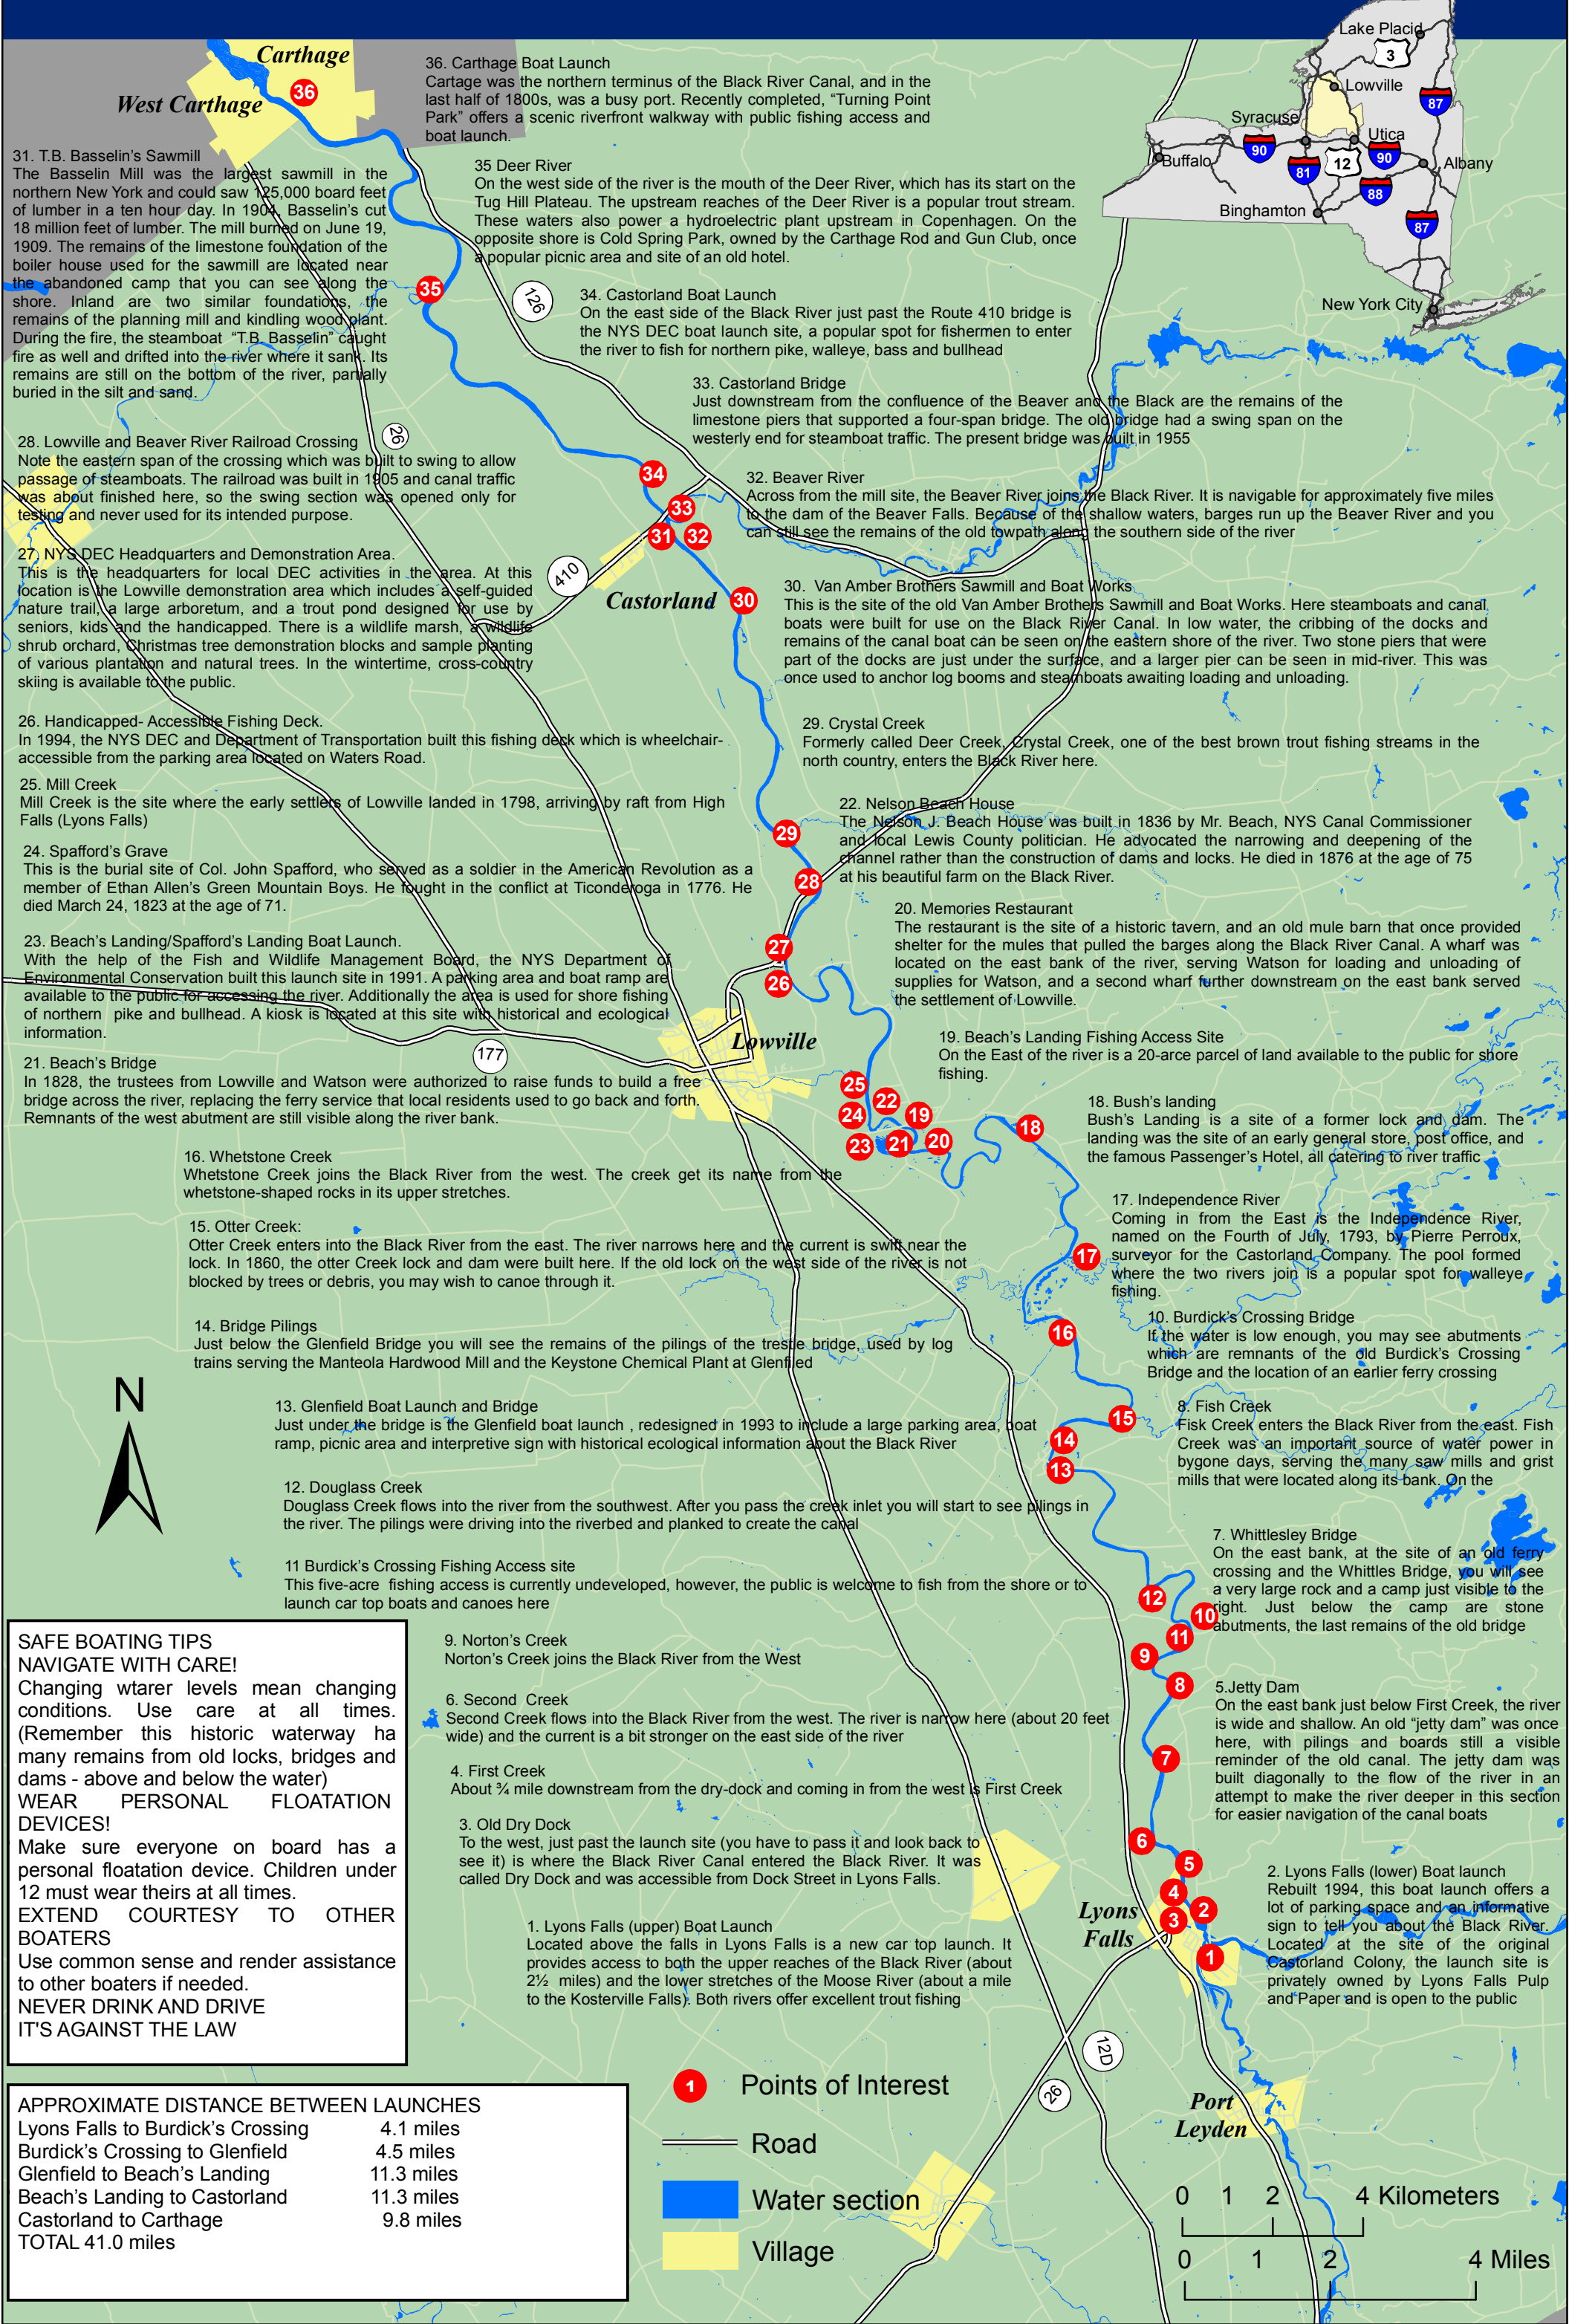 Carthage
West Carthage
36
36. Carthage Boat Launch
Cartage was the northern terminus of the Black River Canal, and in the
last half of 1800s, was a busy port. Recently completed, “Turning Point
Park” offers a scenic riverfront walkway with public fishing access and
boat launch.
Lake Placid
3
Lowville
87
Syracuse
Utica
90
12
90
Buffalo
81
Albany
88
Binghamton
87
New York City
31. T.B. Basselin’s Sawmill
The Basselin Mill was the largest sawmill in the
northern New York and could saw 125,000 board feet
of lumber in a ten hour day. In 1904, Basselin’s cut
18 million feet of lumber. The mill burned on June 19,
1909. The remains of the limestone foundation of the
boiler house used for the sawmill are located near
the abandoned camp that you can see along the
shore. Inland are two similar foundations, the
remains of the planning mill and kindling wood plant.
During the fire, the steamboat “T.B. Basselin” caught
fire as well and drifted into the river where it sank. Its
remains are still on the bottom of the river, partially
buried in the silt and sand.
35 Deer River
On the west side of the river is the mouth of the Deer River, which has its start on the
Tug Hill Plateau. The upstream reaches of the Deer River is a popular trout stream.
These waters also power a hydroelectric plant upstream in Copenhagen. On the
opposite shore is Cold Spring Park, owned by the Carthage Rod and Gun Club, once
a popular picnic area and site of an old hotel.
35
126
34. Castorland Boat Launch
On the east side of the Black River just past the Route 410 bridge is
the NYS DEC boat launch site, a popular spot for fishermen to enter
the river to fish for northern pike, walleye, bass and bullhead
33. Castorland Bridge
Just downstream from the confluence of the Beaver and the Black are the remains of the
limestone piers that supported a four-span bridge. The old bridge had a swing span on the
westerly end for steamboat traffic. The present bridge was built in 1955
26
28. Lowville and Beaver River Railroad Crossing
Note the eastern span of the crossing which was built to swing to allow
passage of steamboats. The railroad was built in 1905 and canal traffic
was about finished here, so the swing section was opened only for
testing and never used for its intended purpose.
34
33
31
32
32. Beaver River
Across from the mill site, the Beaver River joins the Black River. It is navigable for approximately five miles
to the dam of the Beaver Falls. Because of the shallow waters, barges run up the Beaver River and you
can still see the remains of the old towpath along the southern side of the river
27. NYS DEC Headquarters and Demonstration Area.
This is the headquarters for local DEC activities in the area. At this
location is the Lowville demonstration area which includes a self-guided
nature trail, a large arboretum, and a trout pond designed for use by
seniors, kids and the handicapped. There is a wildlife marsh, a wildlife
shrub orchard, Christmas tree demonstration blocks and sample planting
of various plantation and natural trees. In the wintertime, cross-country
skiing is available to the public.
410
Castorland
30
30. Van Amber Brothers Sawmill and Boat Works
This is the site of the old Van Amber Brothers Sawmill and Boat Works. Here steamboats and canal
boats were built for use on the Black River Canal. In low water, the cribbing of the docks and
remains of the canal boat can be seen on the eastern shore of the river. Two stone piers that were
part of the docks are just under the surface, and a larger pier can be seen in mid-river. This was
once used to anchor log booms and steamboats awaiting loading and unloading.
26. Handicapped- Accessible Fishing Deck.
In 1994, the NYS DEC and Department of Transportation built this fishing deck which is wheelchair-
accessible from the parking area located on Waters Road.
29. Crystal Creek
Formerly called Deer Creek, Crystal Creek, one of the best brown trout fishing streams in the
north country, enters the Black River here.
25. Mill Creek
Mill Creek is the site where the early settlers of Lowville landed in 1798, arriving by raft from High
Falls (Lyons Falls)
29
22. Nelson Beach House
The Nelson J. Beach House was built in 1836 by Mr. Beach, NYS Canal Commissioner
and local Lewis County politician. He advocated the narrowing and deepening of the
channel rather than the construction of dams and locks. He died in 1876 at the age of 75
at his beautiful farm on the Black River.
24. Spafford’s Grave
This is the burial site of Col. John Spafford, who served as a soldier in the American Revolution as a
member of Ethan Allen’s Green Mountain Boys. He fought in the conflict at Ticonderoga in 1776. He
died March 24, 1823 at the age of 71.
28
27
26
20. Memories Restaurant
The restaurant is the site of a historic tavern, and an old mule barn that once provided
shelter for the mules that pulled the barges along the Black River Canal. A wharf was
located on the east bank of the river, serving Watson for loading and unloading of
supplies for Watson, and a second wharf further downstream on the east bank served
the settlement of Lowville.
23. Beach’s Landing/Spafford’s Landing Boat Launch.
With the help of the Fish and Wildlife Management Board, the NYS Department of
Environmental Conservation built this launch site in 1991. A parking area and boat ramp are
available to the public for accessing the river. Additionally the area is used for shore fishing
of northern pike and bullhead. A kiosk is located at this site with historical and ecological
information.
Lowville
177
19. Beach’s Landing Fishing Access Site
On the East of the river is a 20-arce parcel of land available to the public for shore
fishing.
21. Beach’s Bridge
In 1828, the trustees from Lowville and Watson were authorized to raise funds to build a free
bridge across the river, replacing the ferry service that local residents used to go back and forth.
Remnants of the west abutment are still visible along the river bank.
25
22
24
19
23
21
20
18
18. Bush’s landing
Bush’s Landing is a site of a former lock and dam. The
landing was the site of an early general store, post office, and
the famous Passenger’s Hotel, all catering to river traffic
16. Whetstone Creek
Whetstone Creek joins the Black River from the west. The creek get its name from the
whetstone-shaped rocks in its upper stretches.
17. Independence River
Coming in from the East is the Independence River,
named on the Fourth of July, 1793, by Pierre Perroux,
surveyor for the Castorland Company. The pool formed
where the two rivers join is a popular spot for walleye
fishing.
17
15. Otter Creek:
Otter Creek enters into the Black River from the east. The river narrows here and the current is swift near the
lock. In 1860, the otter Creek lock and dam were built here. If the old lock on the west side of the river is not
blocked by trees or debris, you may wish to canoe through it.
16
10. Burdick’s Crossing Bridge
If the water is low enough, you may see abutments
which are remnants of the old Burdick’s Crossing
Bridge and the location of an earlier ferry crossing
14. Bridge Pilings
Just below the Glenfield Bridge you will see the remains of the pilings of the trestle bridge, used by log
trains serving the Manteola Hardwood Mill and the Keystone Chemical Plant at Glenfiled
N
13. Glenfield Boat Launch and Bridge
Just under the bridge is the Glenfield boat launch , redesigned in 1993 to include a large parking area, boat
ramp, picnic area and interpretive sign with historical ecological information about the Black River
15
14
13
8. Fish Creek
Fisk Creek enters the Black River from the east. Fish
Creek was an important source of water power in
bygone days, serving the many saw mills and grist
mills that were located along its bank. On the
12. Douglass Creek
Douglass Creek flows into the river from the southwest. After you pass the creek inlet you will start to see pilings in
the river. The pilings were driving into the riverbed and planked to create the canal
7. Whittlesley Bridge
On the east bank, at the site of an old ferry
crossing and the Whittles Bridge, you will see
a very large rock and a camp just visible to the
right. Just below the camp are stone
abutments, the last remains of the old bridge
11 Burdick’s Crossing Fishing Access site
This five-acre fishing access is currently undeveloped, however, the public is welcome to fish from the shore or to
launch car top boats and canoes here
12
10
11
9
8
9. Norton’s Creek
Norton’s Creek joins the Black River from the West
SAFE BOATING TIPS
NAVIGATE WITH CARE!
Changing wtarer levels mean changing
conditions. Use care at all times.
(Remember this historic waterway ha
many remains from old locks, bridges and
dams - above and below the water)
WEAR PERSONAL FLOATATION
DEVICES!
Make sure everyone on board has a
personal floatation device. Children under
12 must wear theirs at all times.
EXTEND COURTESY TO OTHER
BOATERS
Use common sense and render assistance
to other boaters if needed.
NEVER DRINK AND DRIVE
IT'S AGAINST THE LAW
6. Second Creek
Second Creek flows into the Black River from the west. The river is narrow here (about 20 feet
wide) and the current is a bit stronger on the east side of the river
5.Jetty Dam
On the east bank just below First Creek, the river
is wide and shallow. An old “jetty dam” was once
here, with pilings and boards still a visible
reminder of the old canal. The jetty dam was
built diagonally to the flow of the river in an
attempt to make the river deeper in this section
for easier navigation of the canal boats
7
4. First Creek
About ¾ mile downstream from the dry-dock and coming in from the west is First Creek
3. Old Dry Dock
To the west, just past the launch site (you have to pass it and look back to
see it) is where the Black River Canal entered the Black River. It was
called Dry Dock and was accessible from Dock Street in Lyons Falls.
6
5
4
2
3
1
Lyons
Falls
2. Lyons Falls (lower) Boat launch
Rebuilt 1994, this boat launch offers a
lot of parking space and an informative
sign to tell you about the Black River.
Located at the site of the original
Castorland Colony, the launch site is
privately owned by Lyons Falls Pulp
and Paper and is open to the public
1. Lyons Falls (upper) Boat Launch
Located above the falls in Lyons Falls is a new car top launch. It
provides access to both the upper reaches of the Black River (about
2½ miles) and the lower stretches of the Moose River (about a mile
to the Kosterville Falls). Both rivers offer excellent trout fishing
12D
26
Port
Leyden
APPROXIMATE DISTANCE BETWEEN LAUNCHES
Lyons Falls to Burdick’s Crossing 4.1 miles
Burdick’s Crossing to Glenfield 4.5 miles
Glenfield to Beach’s Landing 11.3 miles
Beach’s Landing to Castorland 11.3 miles
Castorland to Carthage 9.8 miles
TOTAL 41.0 miles
1 Points of Interest
Road
Water section
Village
0 1 2 4 Kilometers
0 1 2 4 Miles